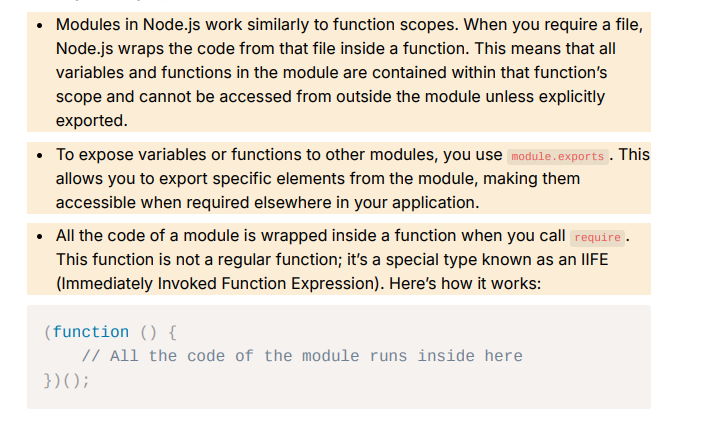 • Modules in Node.js work similarly to function scopes. When you require a file,
Node.js wraps the code from that file inside a function. This means that all
variables and functions in the module are contained within that function’s
scope and cannot be accessed from outside the module unless explicitly
exported.
• To expose variables or functions to other modules, you use module.exports . This
allows you to export specific elements from the module, making them
accessible when required elsewhere in your application.
• All the code of a module is wrapped inside a function when you call require .
This function is not a regular function; it’s a special type known as an IIFE
(Immediately Invoked Function Expression). Here’s how it works:
(function () {
    // All the code of the module runs inside here
})();